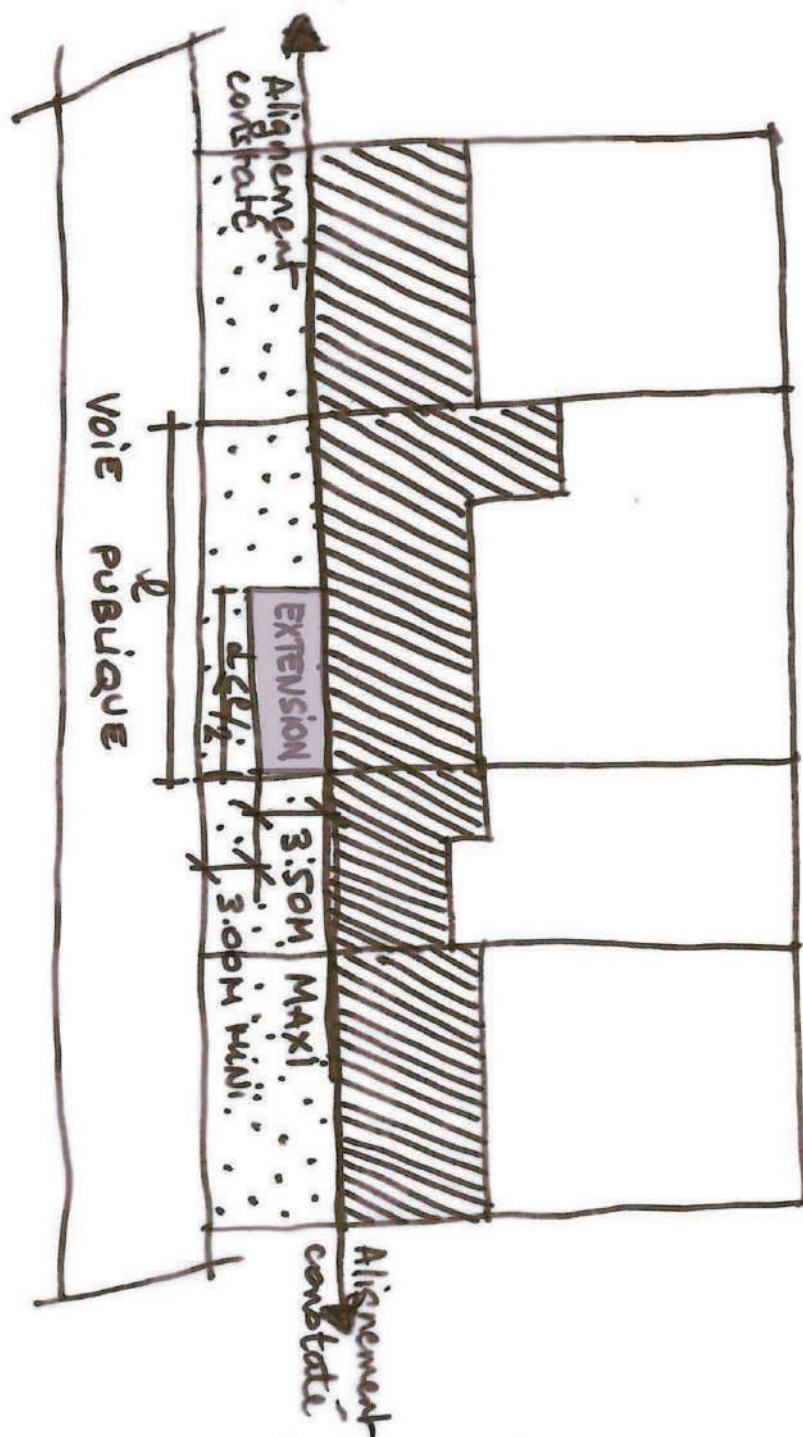 Alignement
constaté
EXTENSION
d≤l/2
3.50M MAXI
3.00M MINI.
l
VOIE PUBLIQUE
Alignement
constaté